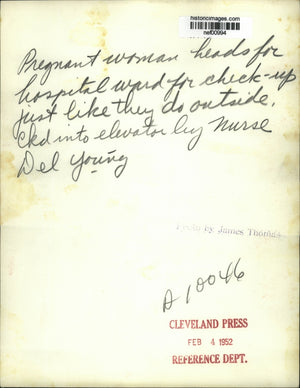 historicimages.com
nef00994
Pregnant woman heads for
hospital ward for check-up
just like they do outside.
Ckd into elevator by Nurse
Del Young
Photo by James Thomas
A 10046
CLEVELAND PRESS
FEB 4 1952
REFERENCE DEPT.